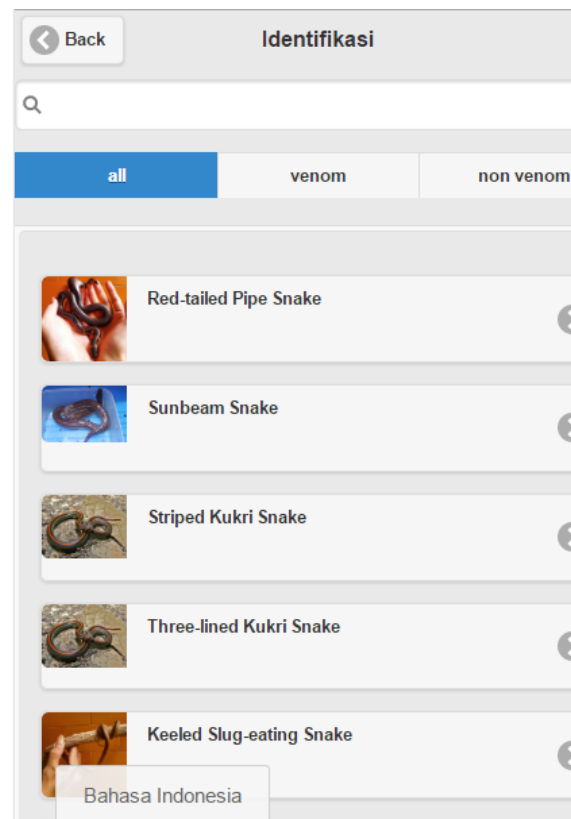 Back
Identifikasi
all
venom
non venom
Red-tailed Pipe Snake
Sunbeam Snake
Striped Kukri Snake
Three-lined Kukri Snake
Keeled Slug-eating Snake
Bahasa Indonesia